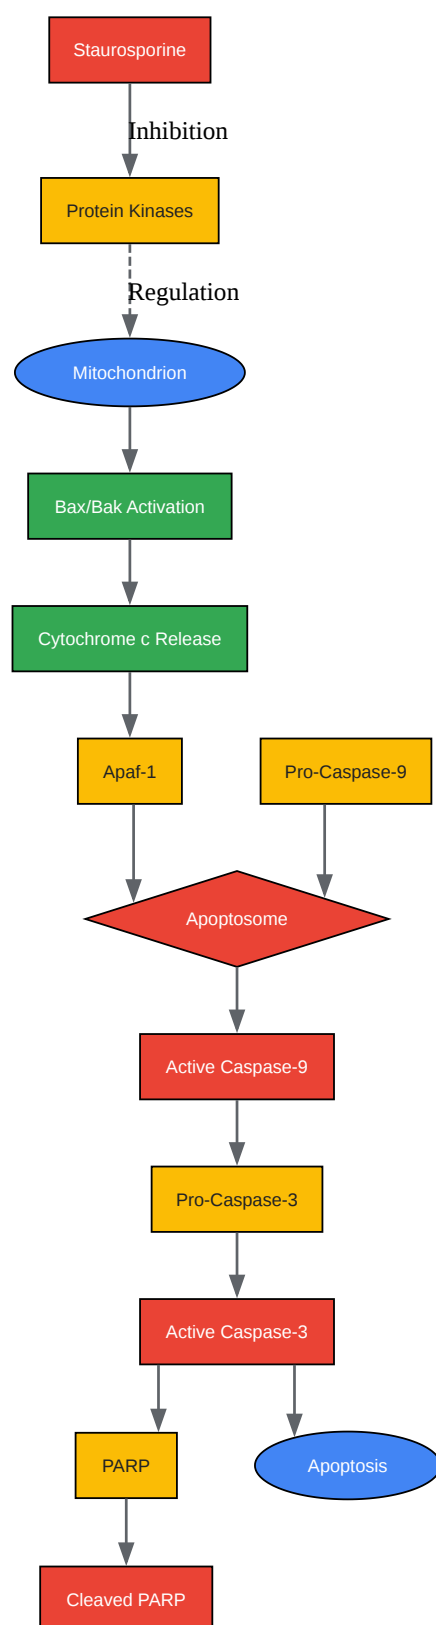 Staurosporine
Inhibition
Protein Kinases
Regulation
Mitochondrion
Bax/Bak Activation
Cytochrome c Release
Apaf-1
Pro-Caspase-9
Apoptosome
Active Caspase-9
Pro-Caspase-3
Active Caspase-3
PARP
Apoptosis
Cleaved PARP